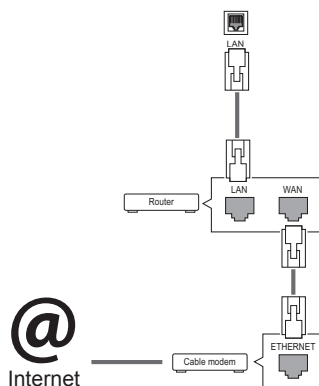 LAN
LAN
WAN
Router
ETHERNET
Cable modem
@
Internet